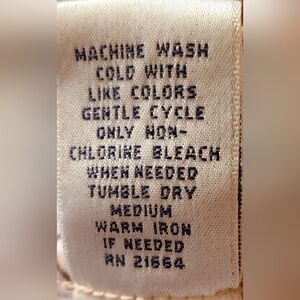 MACHINE WASH
COLD WITH
LIKE COLORS
GENTLE CYCLE
ONLY NON-
CHLORINE BLEACH
WHEN NEEDED
TUMBLE DRY
MEDIUM
WARM IRON
IF NEEDED
RN 21664